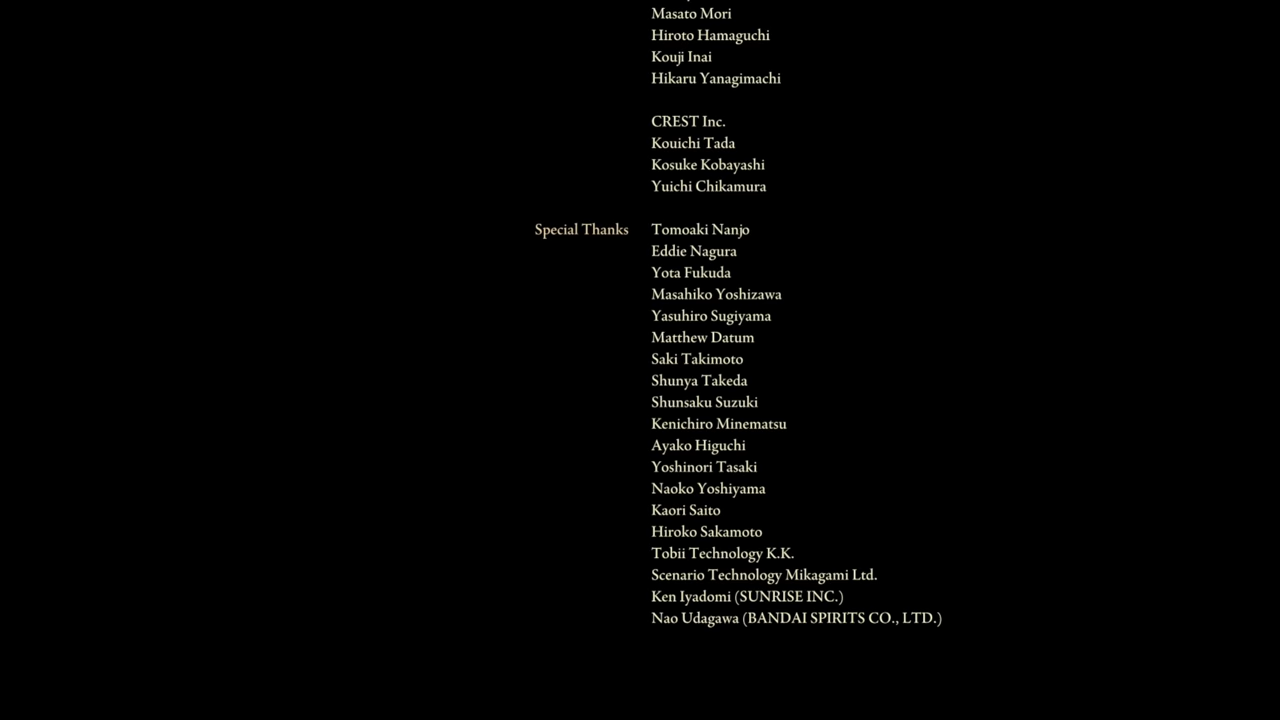 Masato Mori
Hiroto Hamaguchi
Kouji Inai
Hikaru Yanagimachi
CREST Inc.
Kouichi Tada
Kosuke Kobayashi
Yuichi Chikamura
Special Thanks Tomoaki Nanjo
Eddie Nagura
Yota Fukuda
Masahiko Yoshizawa
Yasuhiro Sugiyama
Matthew Datum
Saki Takimoto
Shunya Takeda
Shunsaku Suzuki
Kenichiro Minematsu
Ayako Higuchi
Yoshinori Tasaki
Naoko Yoshiyama
Kaori Saito
Hiroko Sakamoto
Tobii Technology K.K.
Scenario Technology Mikagami Ltd.
Ken Iyadomi (SUNRISE INC.)
Nao Udagawa (BANDAI SPIRITS CO., LTD.)